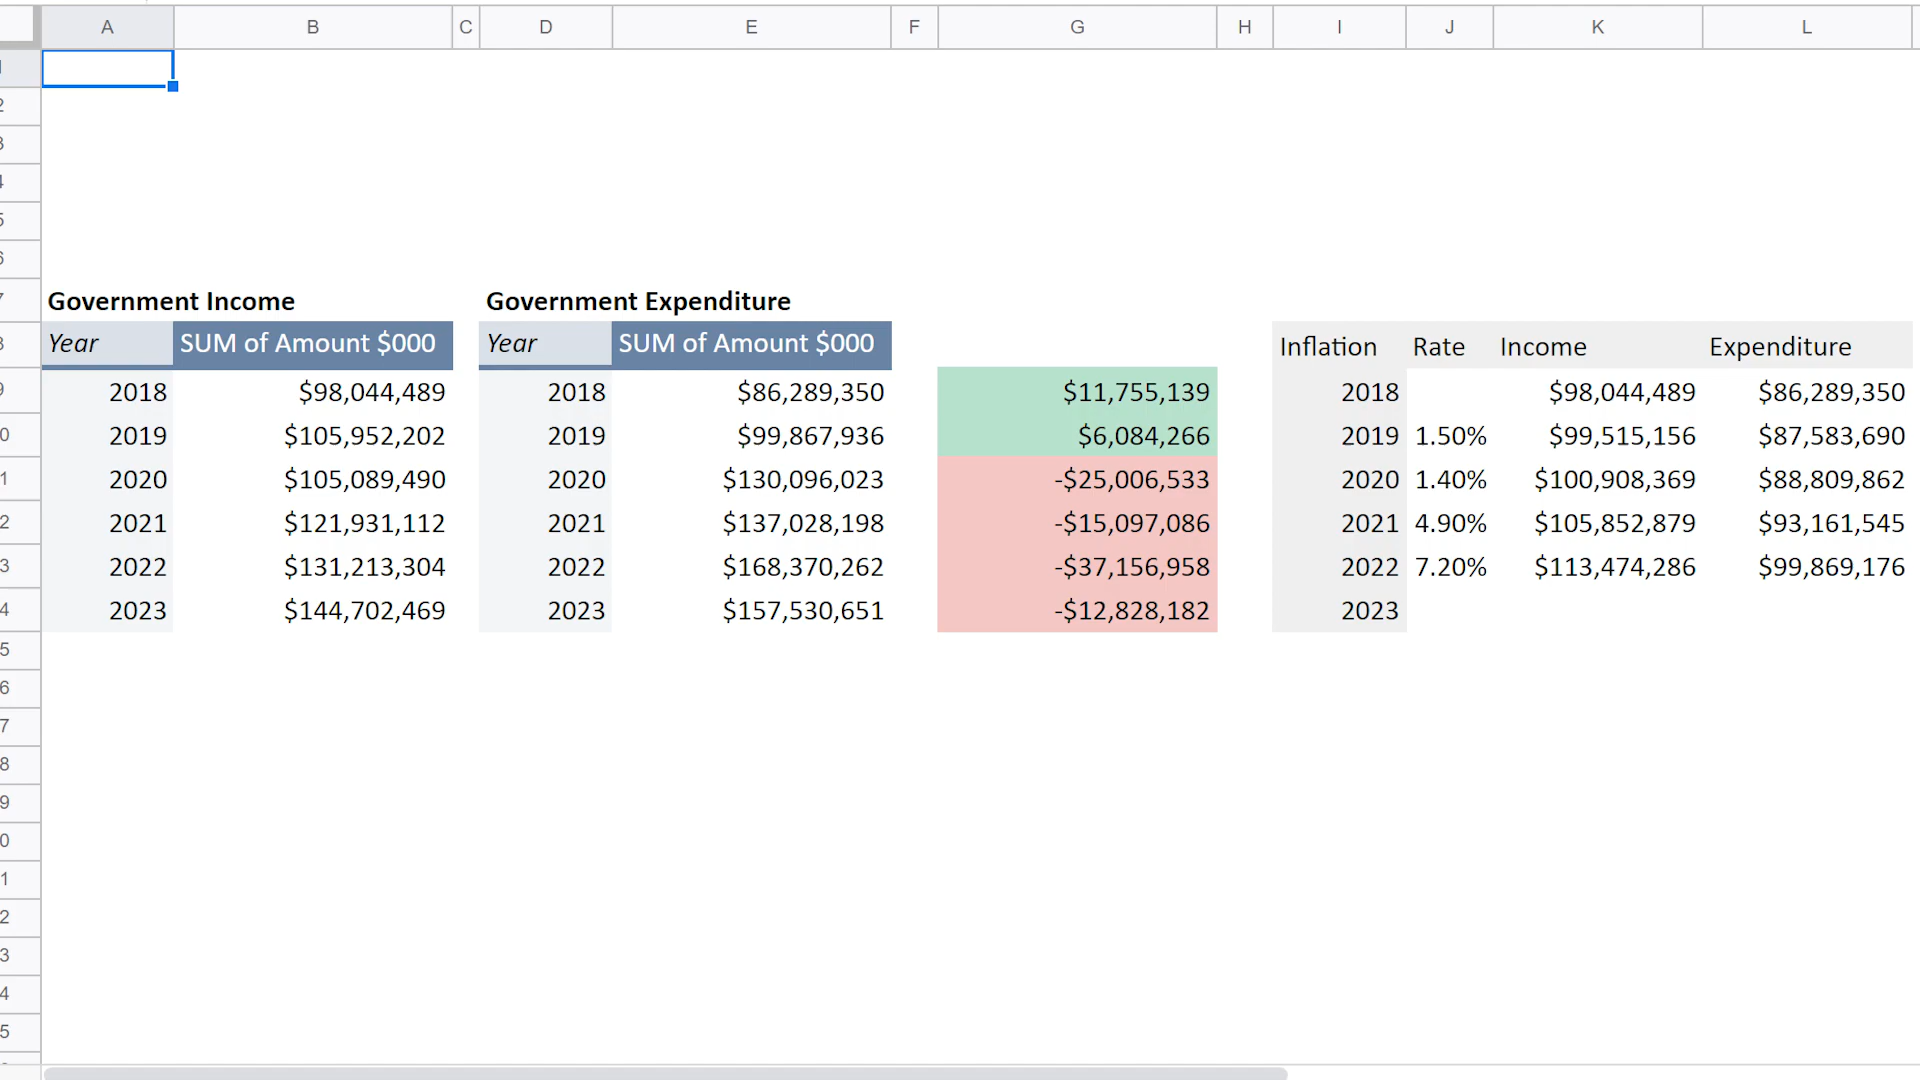 A B C D E F G H I J K L
Government Income Government Expenditure
Year SUM of Amount $000 Year SUM of Amount $000 Inflation Rate Income Expenditure
2018 $98,044,489 2018 $86,289,350 $11,755,139 2018 $98,044,489 $86,289,350
2019 $105,952,202 2019 $99,867,936 $6,084,266 2019 1.50% $99,515,156 $87,583,690
2020 $105,089,490 2020 $130,096,023 -$25,006,533 2020 1.40% $100,908,369 $88,809,862
2021 $121,931,112 2021 $137,028,198 -$15,097,086 2021 4.90% $105,852,879 $93,161,545
2022 $131,213,304 2022 $168,370,262 -$37,156,958 2022 7.20% $113,474,286 $99,869,176
2023 $144,702,469 2023 $157,530,651 -$12,828,182 2023